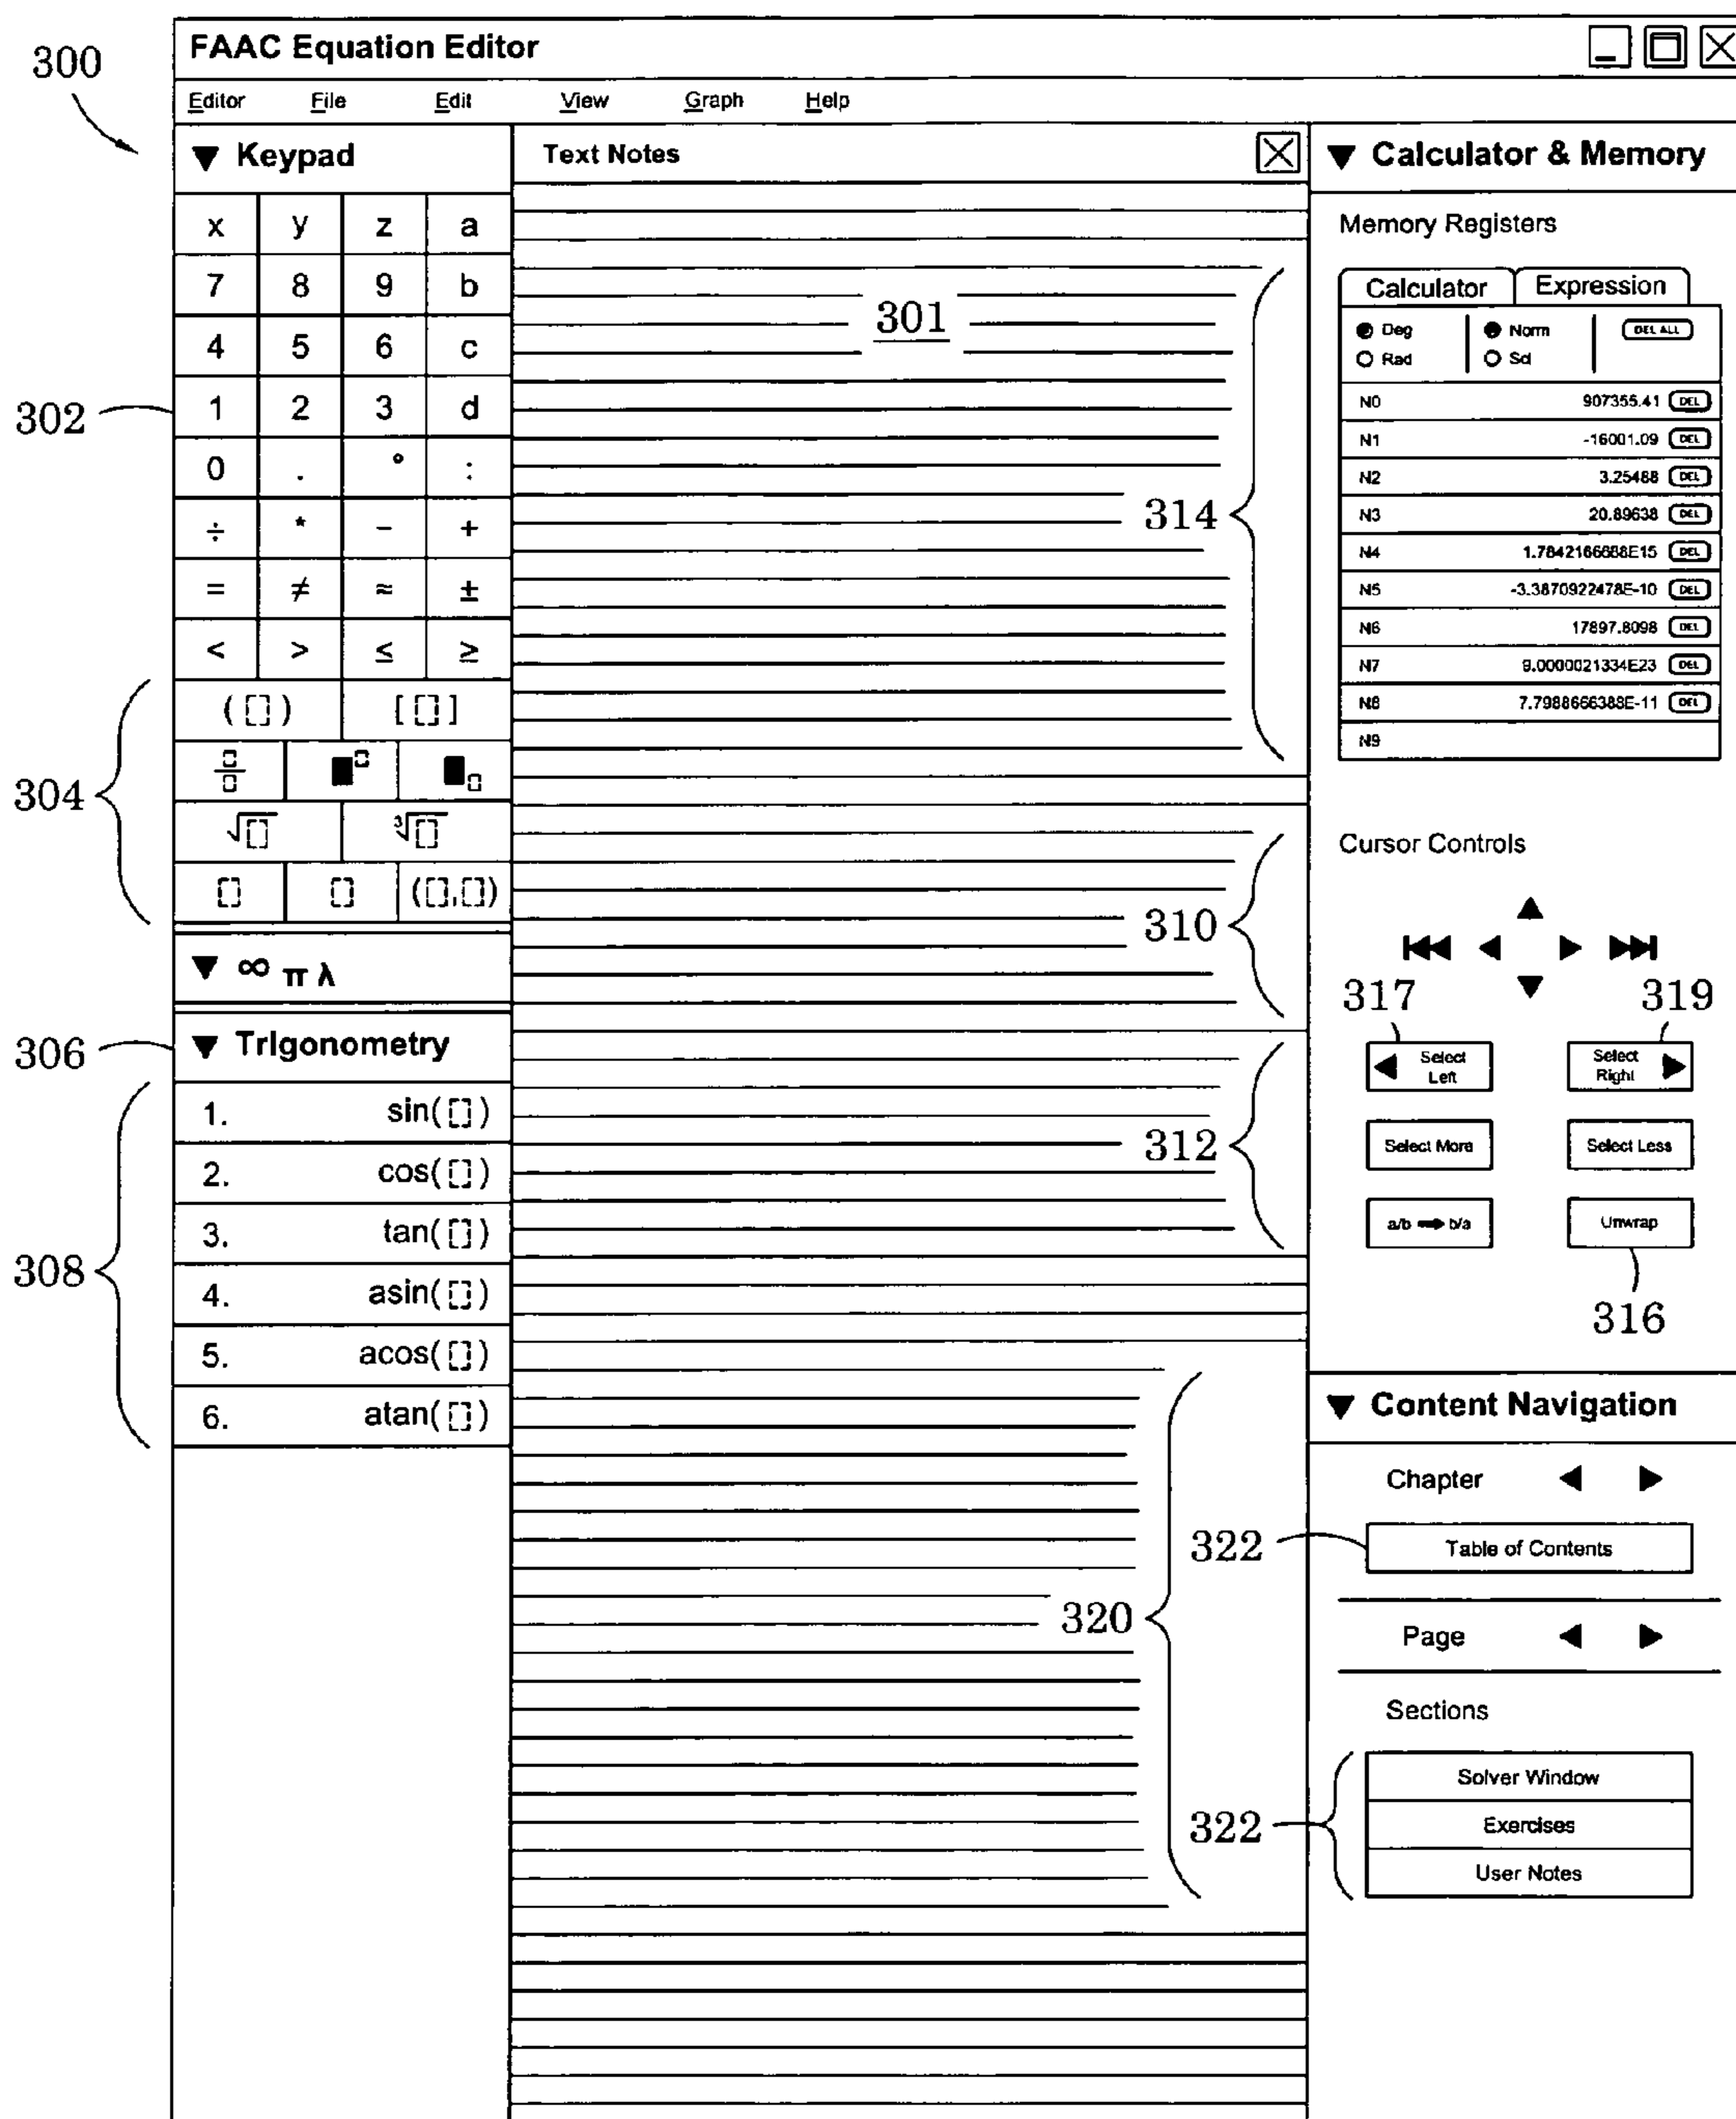 FAAC Equation Editor
300
Editor File Edit View Graph Help
▼ Keypad
x y z a
7 8 9 b
4 5 6 c
302
1 2 3 d
0 . ° :
÷ * − +
= ≠ ≈ ±
< > ≤ ≥
([]) [[]]
304
√[] ³√[]
[] [] ([],[])
▼ ∞ π λ
306
▼ Trigonometry
308
1. sin([])
2. cos([])
3. tan([])
4. asin([])
5. acos([])
6. atan([])
Text Notes
301
314
310
312
320
▼ Calculator & Memory
Memory Registers
Calculator Expression
Deg Norm DEL ALL
Rad Sci
N0 907355.41 DEL
N1 -16001.09 DEL
N2 3.25488 DEL
N3 20.89638 DEL
N4 1.7842166688E15 DEL
N5 -3.3870922478E-10 DEL
N6 17897.8098 DEL
N7 9.0000021334E23 DEL
N8 7.7988666388E-11 DEL
N9
Cursor Controls
317 319
Select Left
Select Right
Select More Select Less
a/b ➡ b/a Unwrap
316
▼ Content Navigation
Chapter ◀ ▶
322
Table of Contents
Page ◀ ▶
Sections
322
Solver Window
Exercises
User Notes